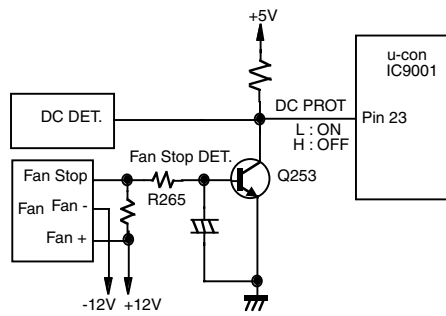 +5V
u-con
IC9001
DC DET.
DC PROT
Pin 23
L : ON
H : OFF
Fan Stop DET.
Fan Stop
Q253
R265
Fan
Fan -
Fan +
-12V
+12V